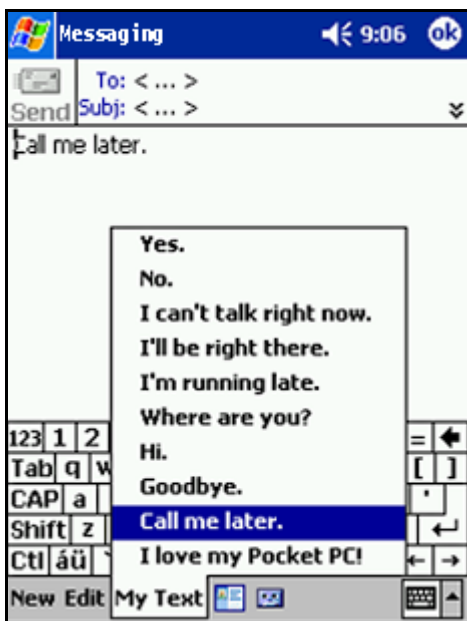 Messaging 9:06 ok
To: < ... >
Send Subj: < ... >
Call me later.
Yes.
No.
I can't talk right now.
I'll be right there.
I'm running late.
Where are you?
Hi.
Goodbye.
Call me later.
I love my Pocket PC!
123 1 2 =
Tab q w [ ]
CAP a '
Shift z
Ctl áü `
New Edit My Text